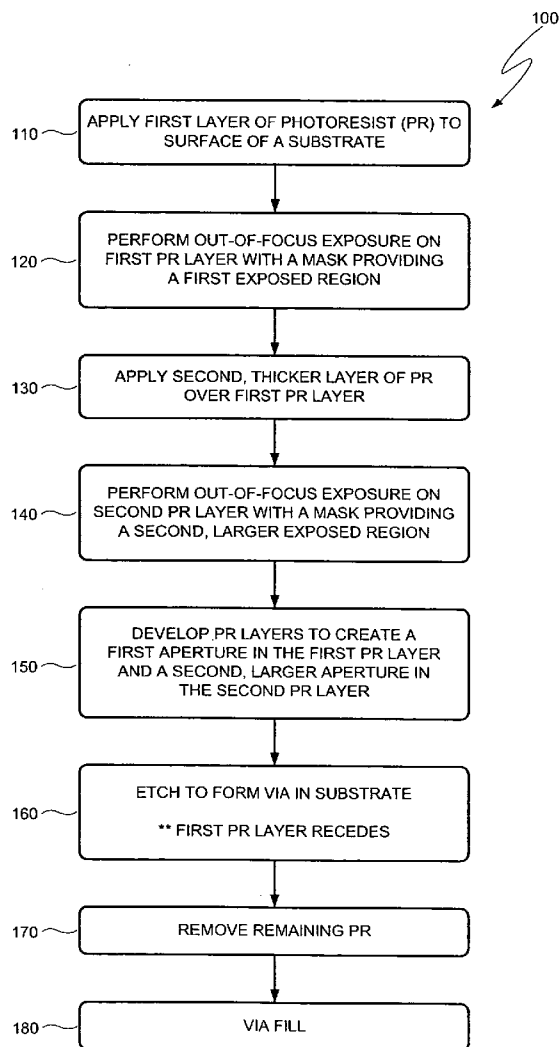 100
110
APPLY FIRST LAYER OF PHOTORESIST (PR) TO
SURFACE OF A SUBSTRATE
120
PERFORM OUT-OF-FOCUS EXPOSURE ON
FIRST PR LAYER WITH A MASK PROVIDING
A FIRST EXPOSED REGION
130
APPLY SECOND, THICKER LAYER OF PR
OVER FIRST PR LAYER
140
PERFORM OUT-OF-FOCUS EXPOSURE ON
SECOND PR LAYER WITH A MASK PROVIDING
A SECOND, LARGER EXPOSED REGION
150
DEVELOP PR LAYERS TO CREATE A
FIRST APERTURE IN THE FIRST PR LAYER
AND A SECOND, LARGER APERTURE IN
THE SECOND PR LAYER
160
ETCH TO FORM VIA IN SUBSTRATE
** FIRST PR LAYER RECEDES
170
REMOVE REMAINING PR
180
VIA FILL